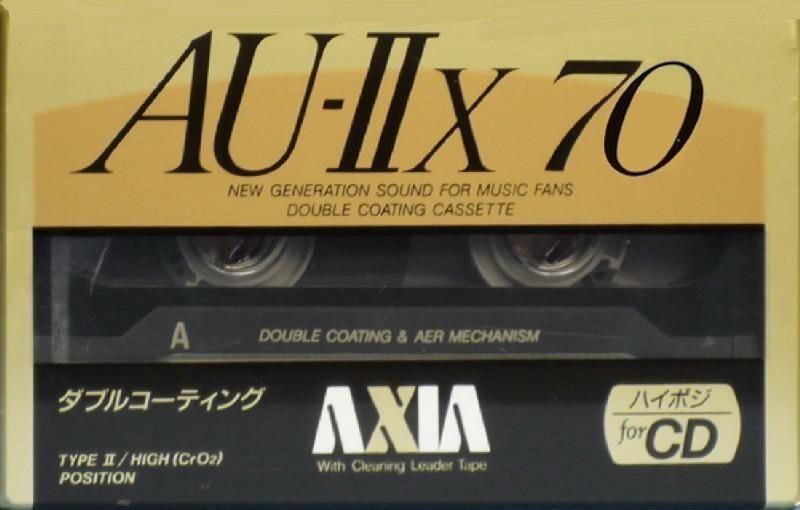 AU-IIx 70
NEW GENERATION SOUND FOR MUSIC FANS
DOUBLE COATING CASSETTE
A
DOUBLE COATING & AER MECHANISM
ダブルコーティング
TYPE II/HIGH (CrO2)
POSITION
AXIA
With Cleaning Leader Tape
ハイポジ
for CD